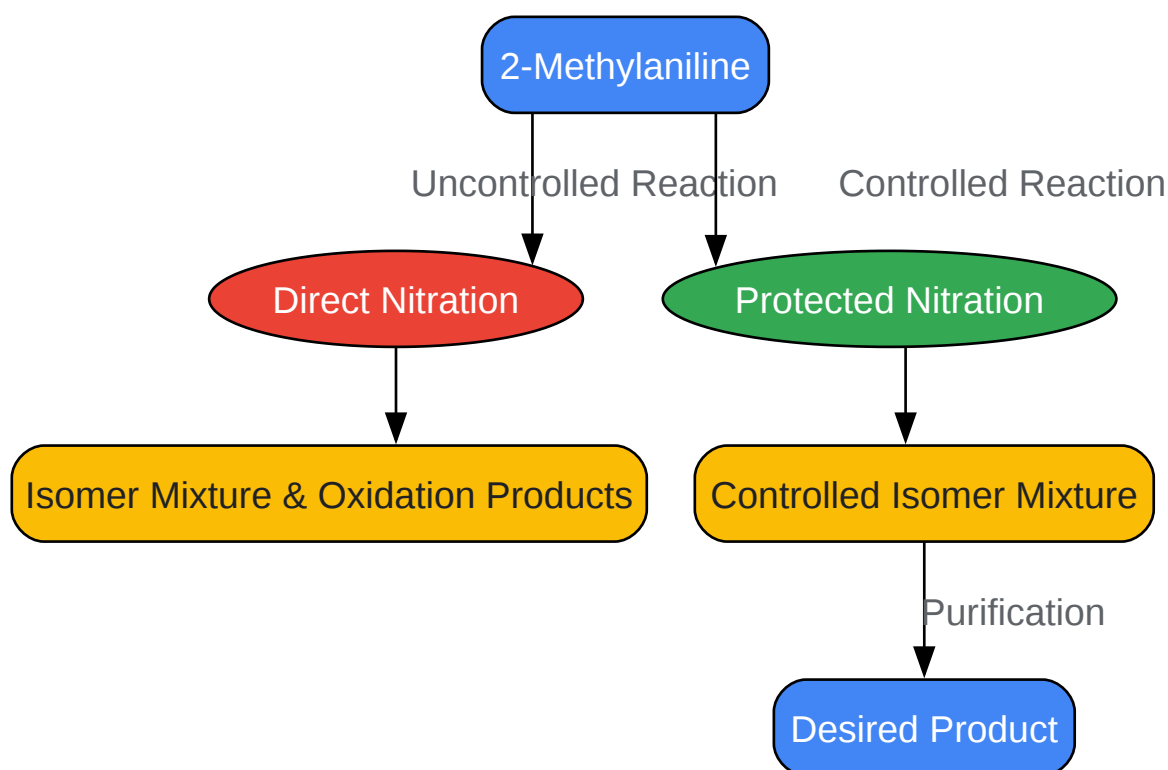 2-Methylaniline
Uncontrolled Reaction
Controlled Reaction
Direct Nitration
Protected Nitration
Isomer Mixture & Oxidation Products
Controlled Isomer Mixture
Purification
Desired Product